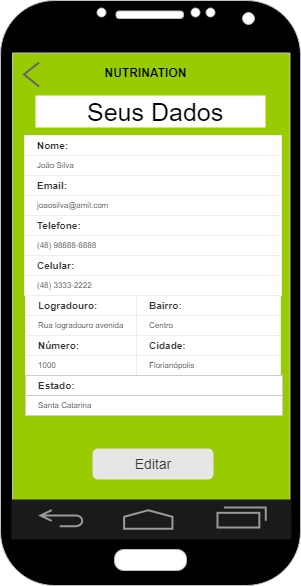 NUTRINATION
Seus Dados
Nome:
João Silva
Email:
joaosilva@amil.com
Telefone:
(48) 98888-8888
Celular:
(48) 3333-2222
Logradouro: Bairro:
Rua logradouro avenida Centro
Número: Cidade:
1000 Florianópolis
Estado:
Santa Catarina
Editar